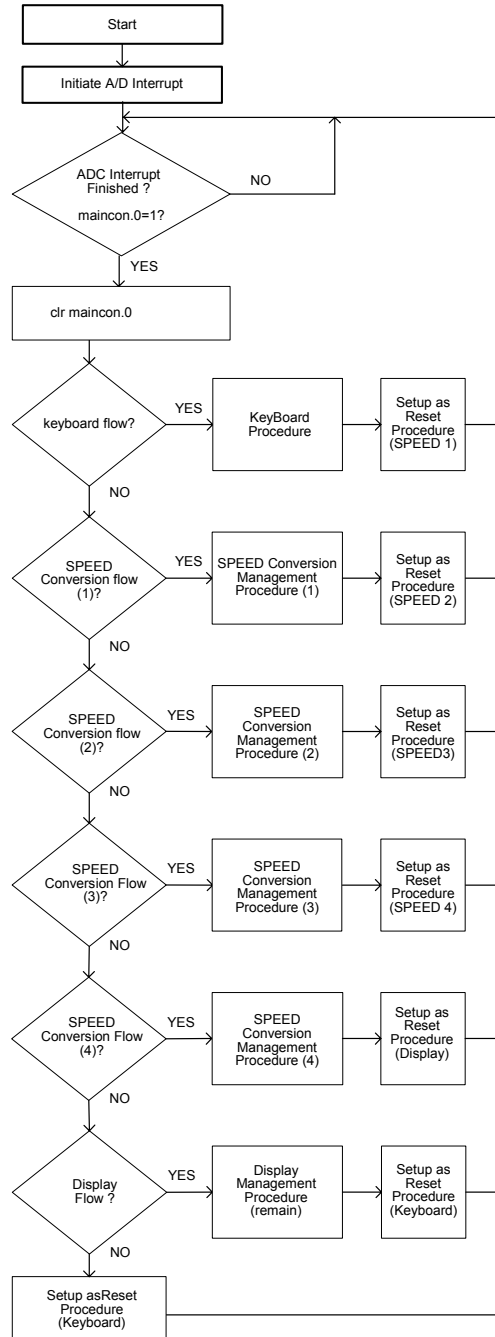 Start
Initiate A/D Interrupt
ADC Interrupt
Finished ?
maincon.0=1?
NO
YES
clr maincon.0
keyboard flow?
YES
KeyBoard
Procedure
Setup as
Reset
Procedure
(SPEED 1)
NO
SPEED
Conversion flow
(1)?
YES
SPEED Conversion
Management
Procedure (1)
Setup as
Reset
Procedure
(SPEED 2)
NO
SPEED
Conversion flow
(2)?
YES
SPEED
Conversion
Management
Procedure (2)
Setup as
Reset
Procedure
(SPEED3)
NO
SPEED
Conversion Flow
(3)?
YES
SPEED
Conversion
Management
Procedure (3)
Setup as
Reset
Procedure
(SPEED 4)
NO
SPEED
Conversion Flow
(4)?
YES
SPEED
Conversion
Management
Procedure (4)
Setup as
Reset
Procedure
(Display)
NO
Display
Flow ?
YES
Display
Management
Procedure
(remain)
Setup as
Reset
Procedure
(Keyboard)
NO
Setup asReset
Procedure
(Keyboard)